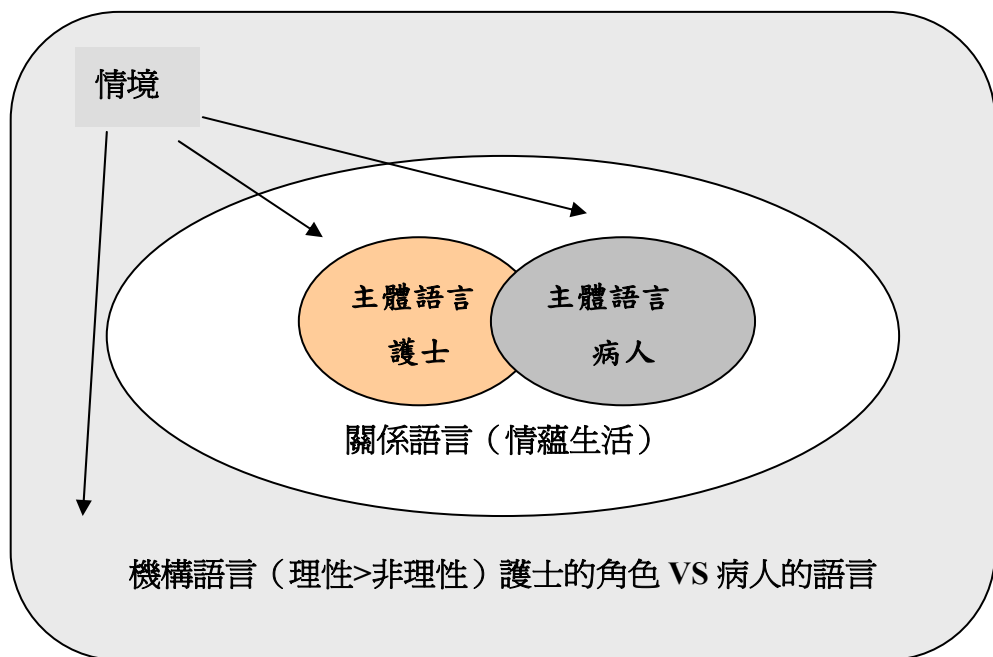 情境
主體語言
護士
主體語言
病人
關係語言（情蘊生活）
機構語言（理性>非理性）護士的角色 VS 病人的語言